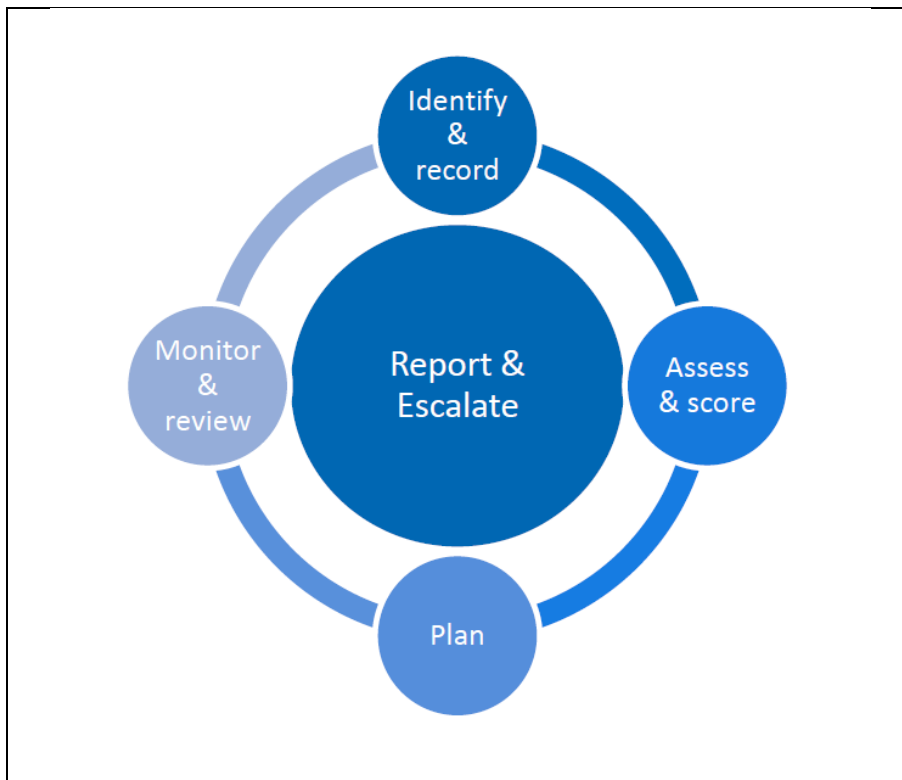 Identify
&
record
Report &
Escalate
Assess
& score
Plan
Monitor
&
review